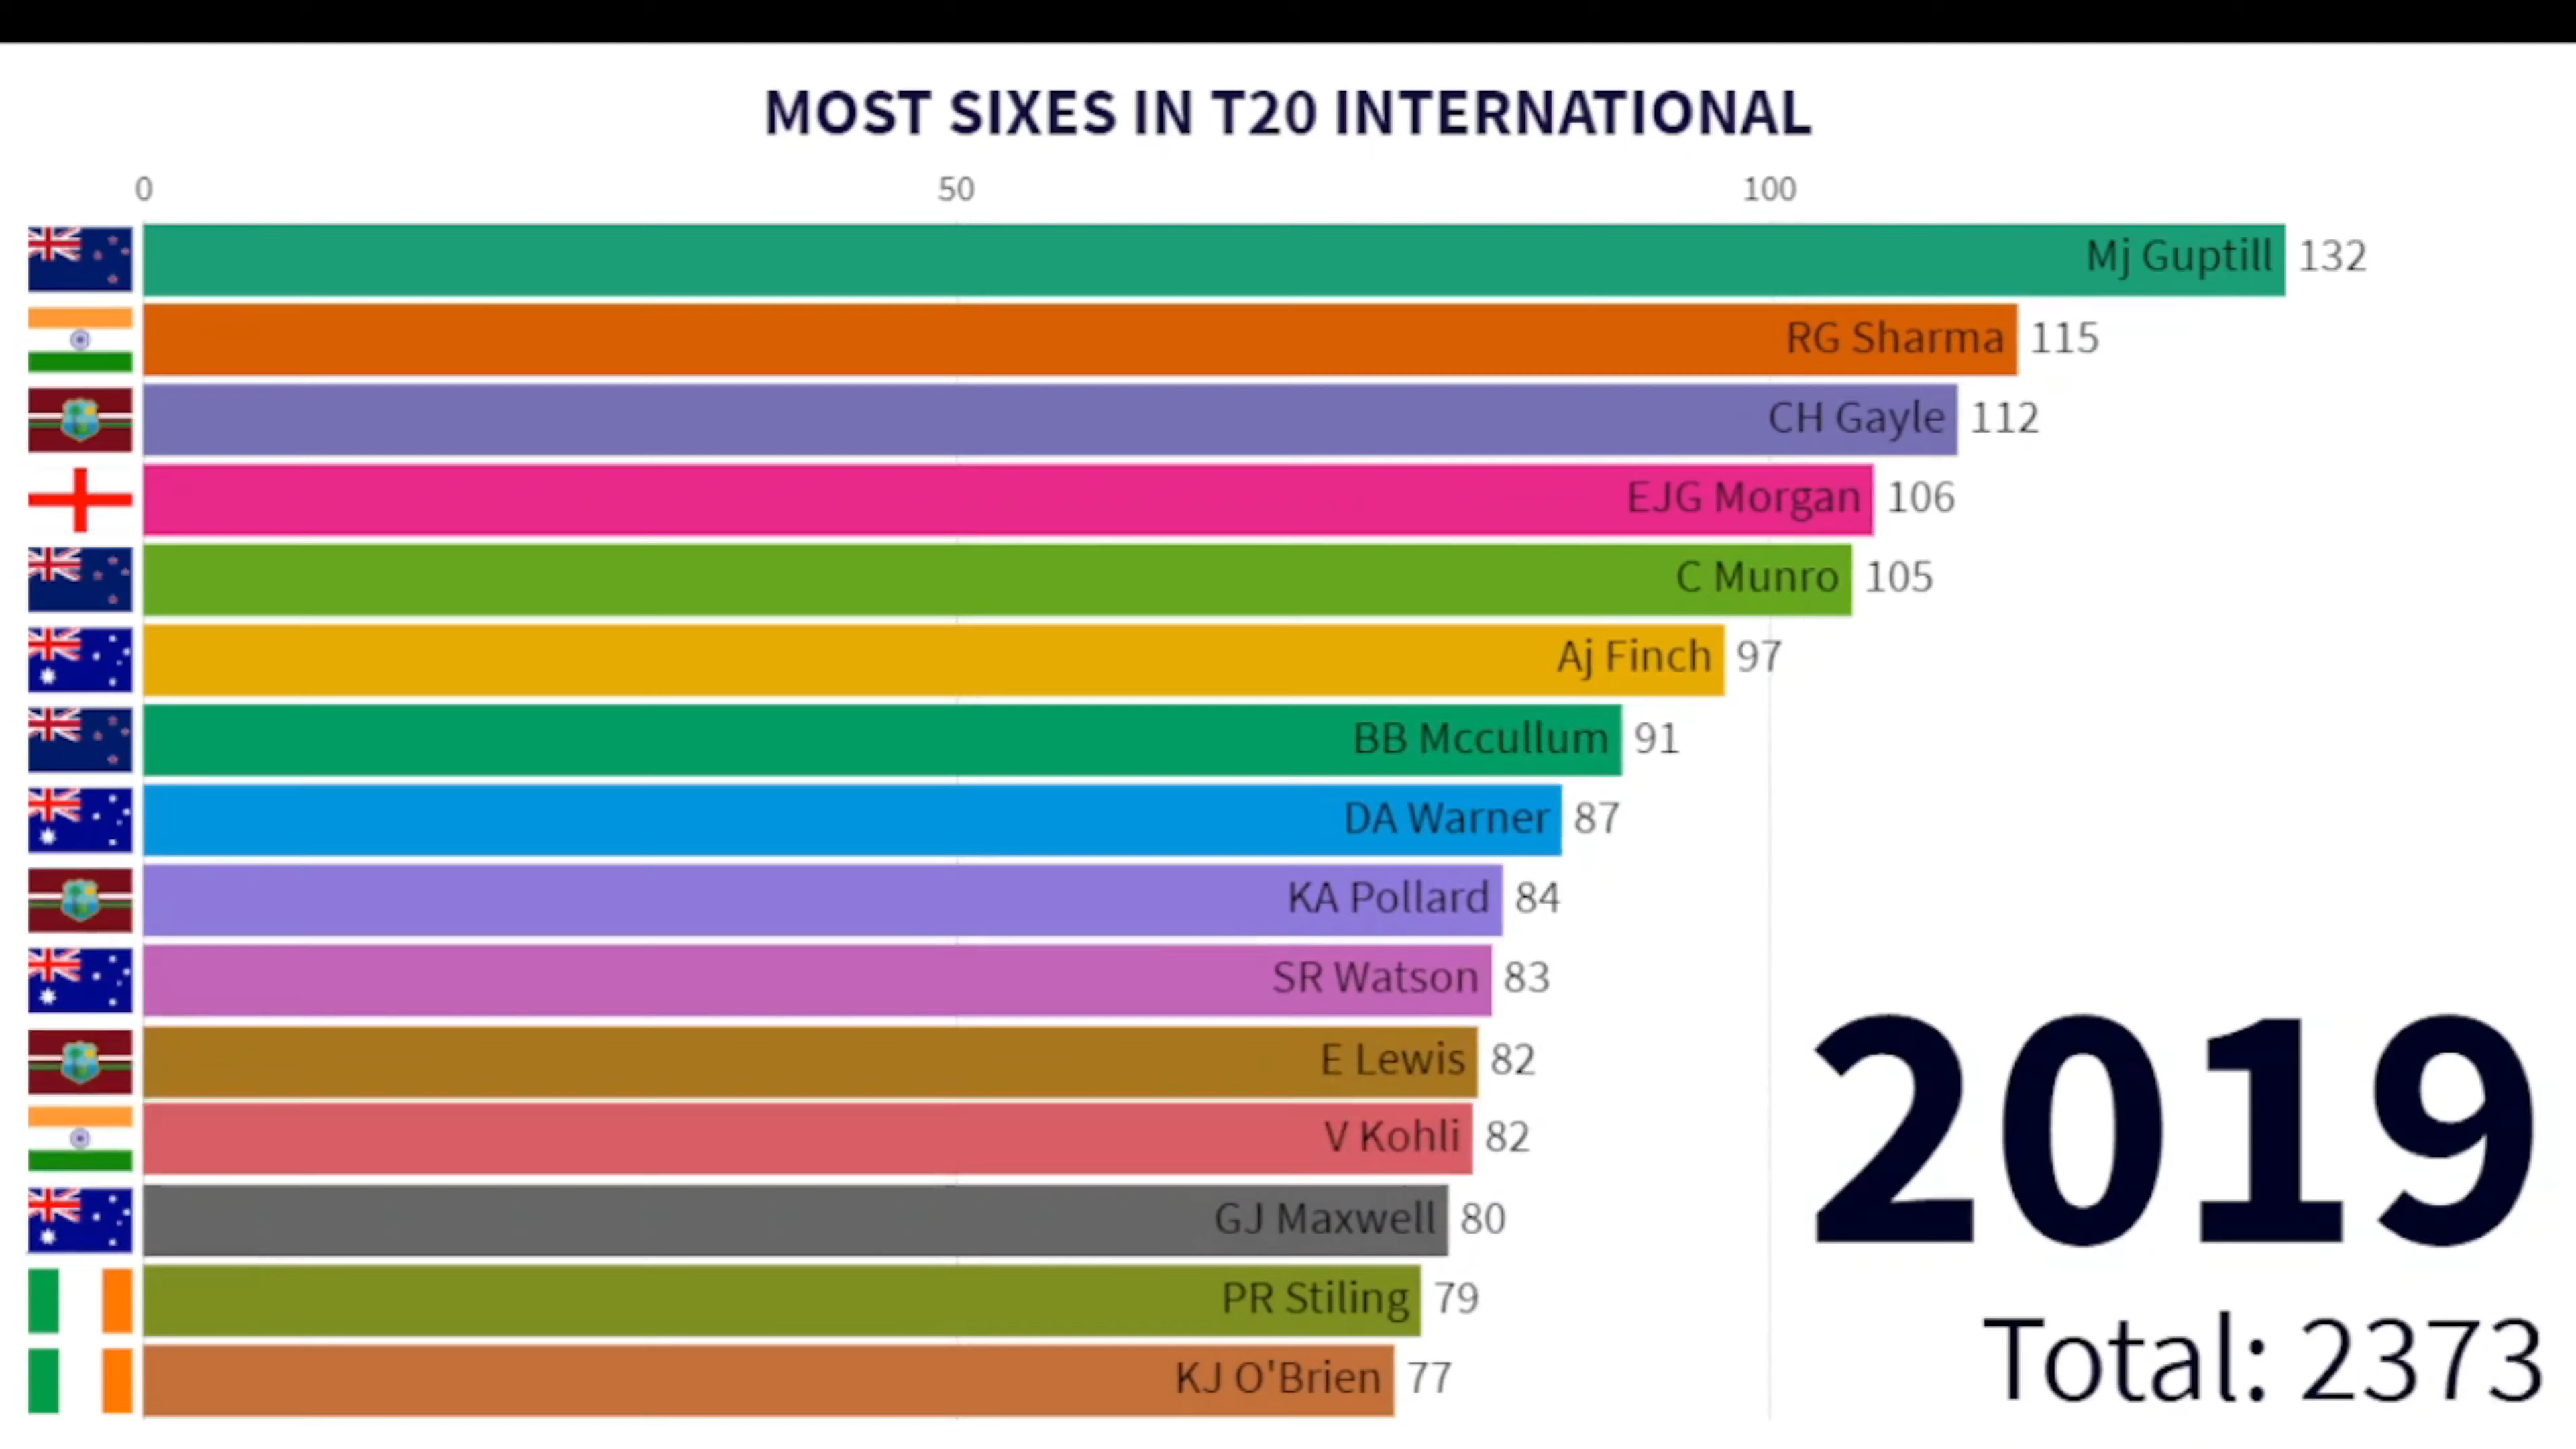 MOST SIXES IN T20 INTERNATIONAL
0 50 100
Mj Guptill 132
RG Sharma 115
CH Gayle 112
EJG Morgan 106
C Munro 105
Aj Finch 97
BB Mccullum 91
DA Warner 87
KA Pollard 84
SR Watson 83
E Lewis 82
V Kohli 82
GJ Maxwell 80
PR Stiling 79
KJ O'Brien 77
2019
Total: 2373